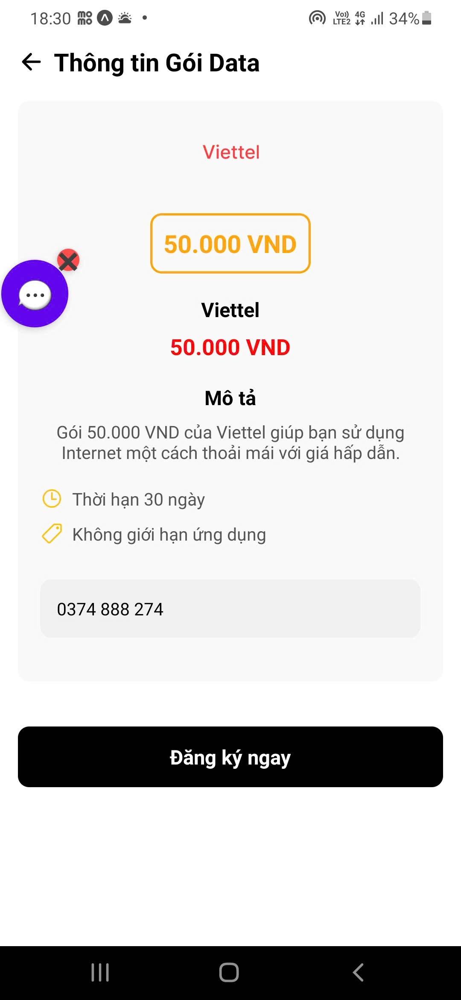 18:30 mo mo Vo)) LTE2 4G 34%
Thông tin Gói Data
Viettel
50.000 VND
Viettel
50.000 VND
Mô tả
Gói 50.000 VND của Viettel giúp bạn sử dụng
Internet một cách thoải mái với giá hấp dẫn.
Thời hạn 30 ngày
Không giới hạn ứng dụng
0374 888 274
Đăng ký ngay